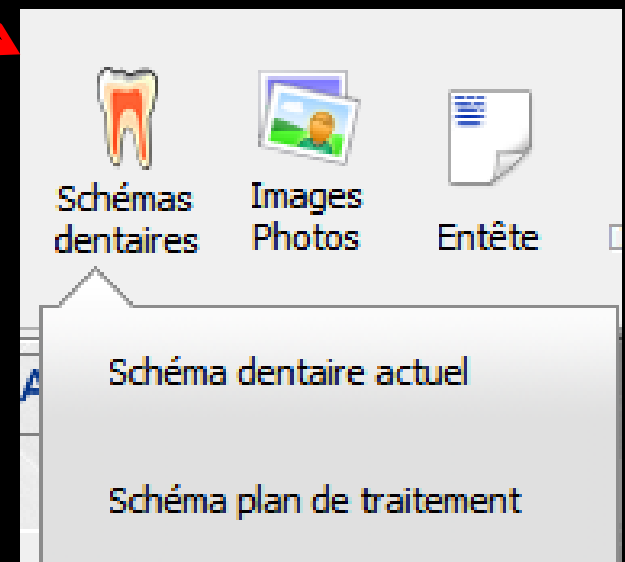 Schémas
dentaires
Images
Photos
Entête
Schéma dentaire actuel
Schéma plan de traitement